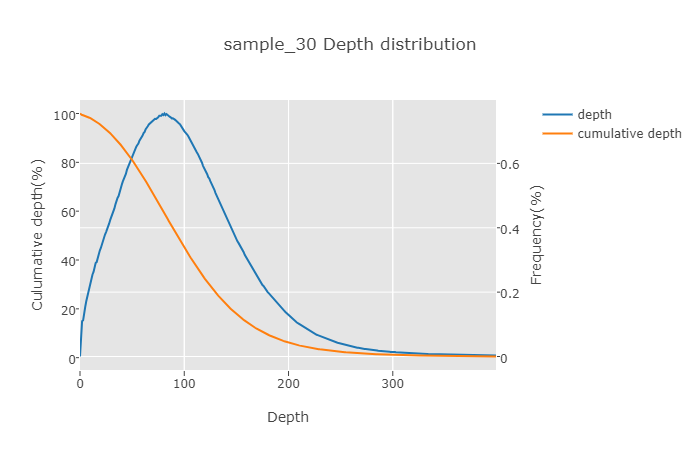 sample_30 Depth distribution
depth
cumulative depth
100
80
60
40
20
0
Culumative depth(%)
0.6
0.4
0.2
0
Frequency(%)
0
100
200
300
Depth